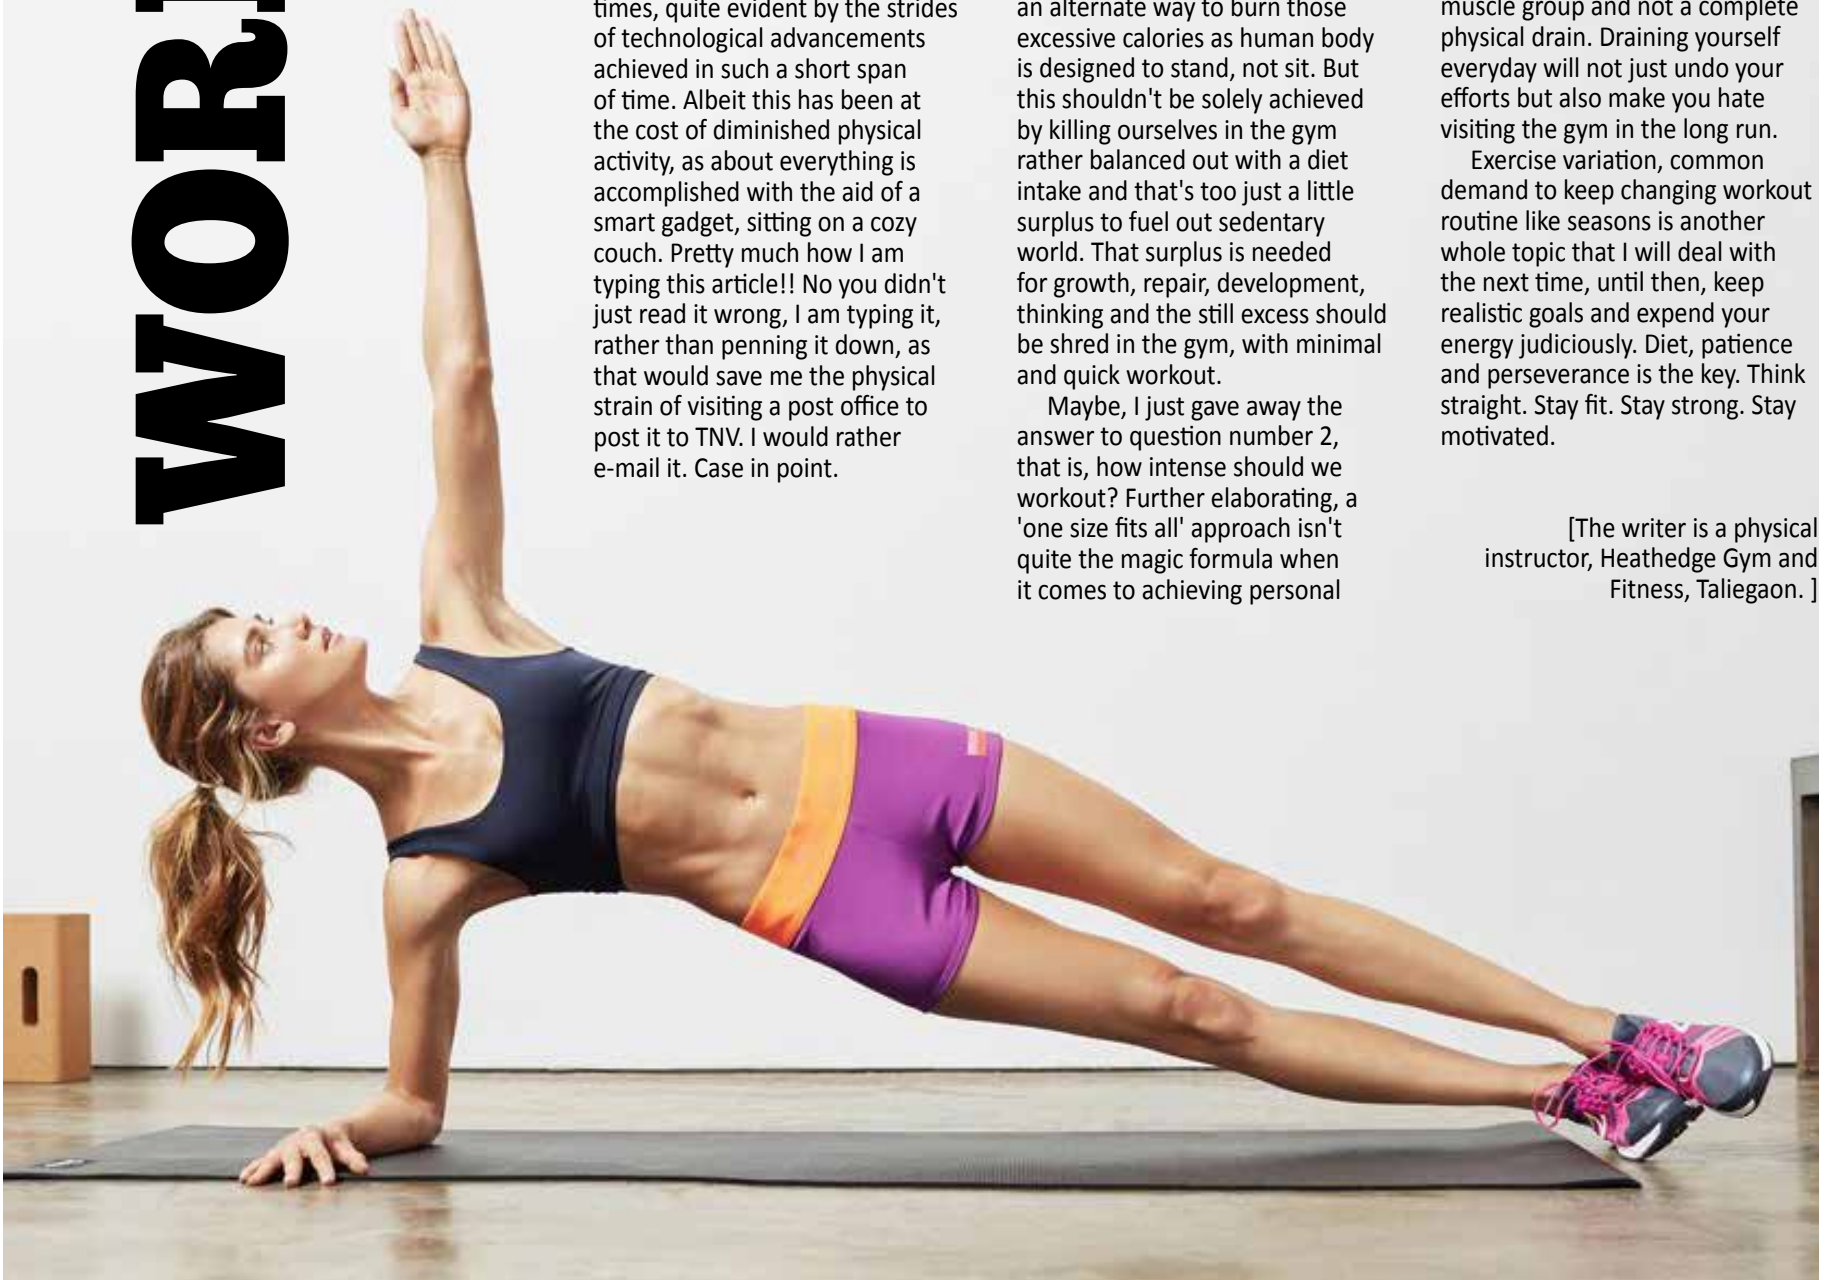 WOR
times, quite evident by the strides
of technological advancements
achieved in such a short span
of time. Albeit this has been at
the cost of diminished physical
activity, as about everything is
accomplished with the aid of a
smart gadget, sitting on a cozy
couch. Pretty much how I am
typing this article!! No you didn't
just read it wrong, I am typing it,
rather than penning it down, as
that would save me the physical
strain of visiting a post office to
post it to TNV. I would rather
e-mail it. Case in point.
an alternate way to burn those
excessive calories as human body
is designed to stand, not sit. But
this shouldn't be solely achieved
by killing ourselves in the gym
rather balanced out with a diet
intake and that's too just a little
surplus to fuel out sedentary
world. That surplus is needed
for growth, repair, development,
thinking and the still excess should
be shred in the gym, with minimal
and quick workout.
Maybe, I just gave away the
answer to question number 2,
that is, how intense should we
workout? Further elaborating, a
'one size fits all' approach isn't
quite the magic formula when
it comes to achieving personal
muscle group and not a complete
physical drain. Draining yourself
everyday will not just undo your
efforts but also make you hate
visiting the gym in the long run.
Exercise variation, common
demand to keep changing workout
routine like seasons is another
whole topic that I will deal with
the next time, until then, keep
realistic goals and expend your
energy judiciously. Diet, patience
and perseverance is the key. Think
straight. Stay fit. Stay strong. Stay
motivated.
[The writer is a physical
instructor, Heathedge Gym and
Fitness, Taliegaon. ]